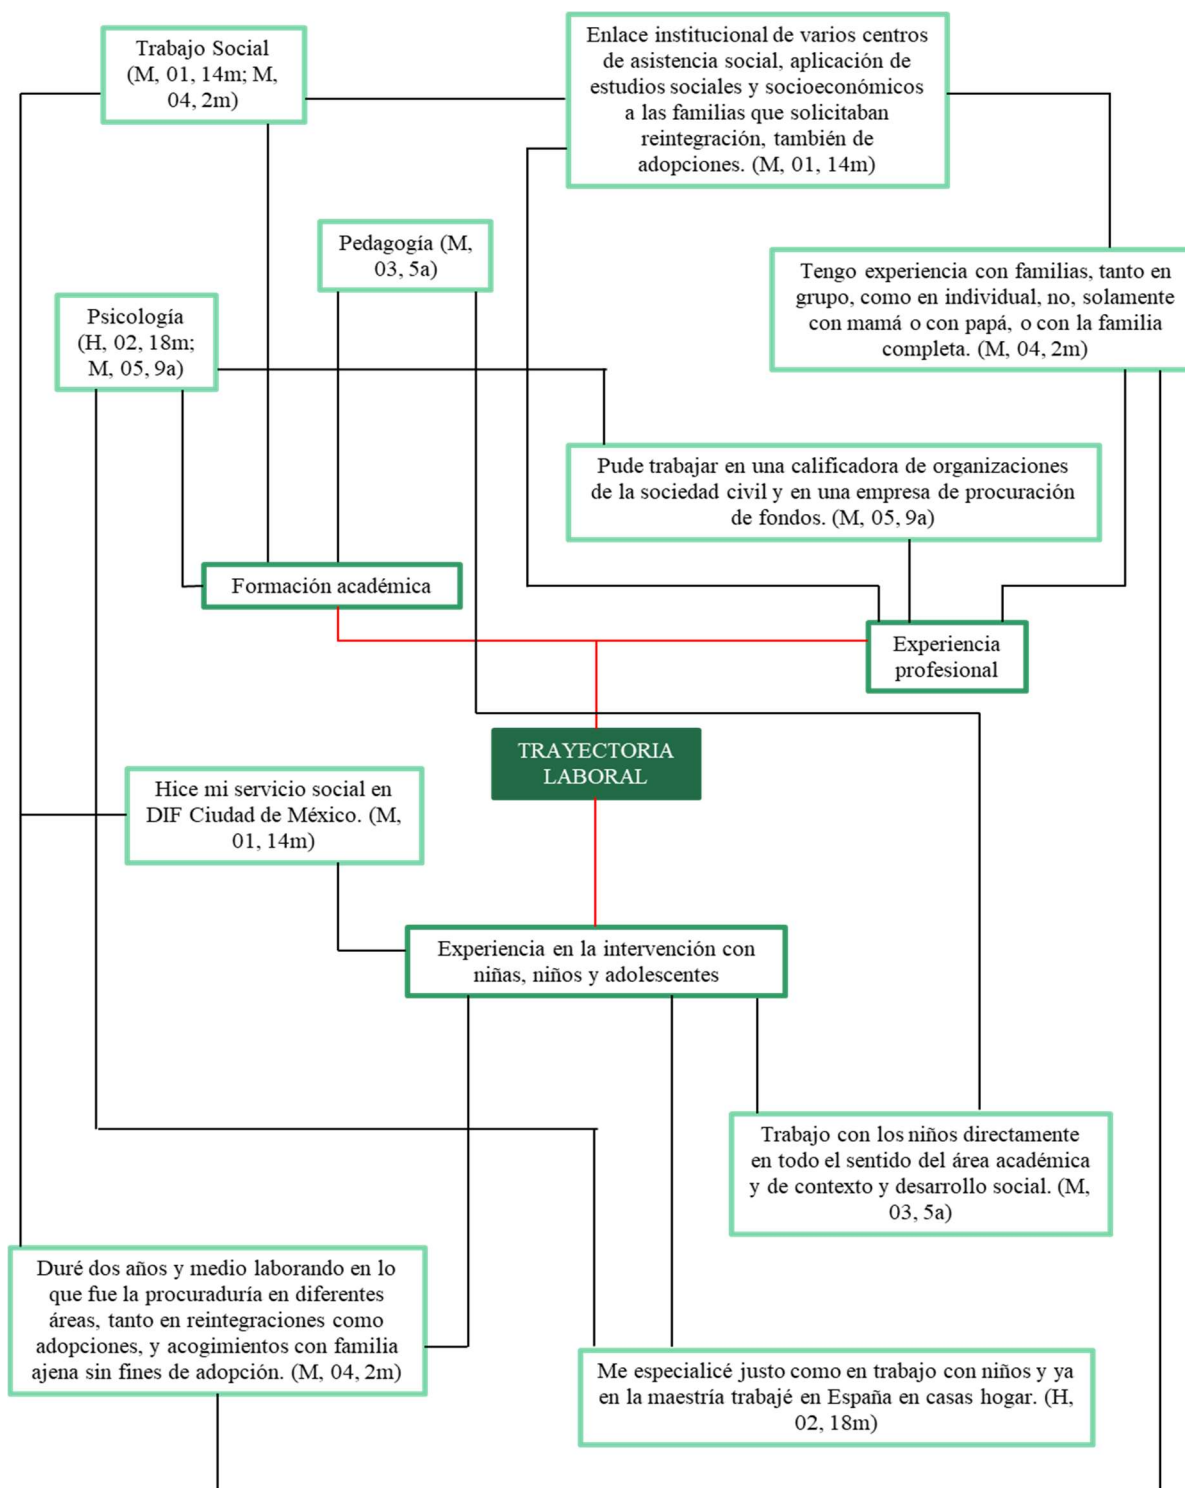 Trabajo Social
(M, 01, 14m; M,
04, 2m)
Enlace institucional de varios centros
de asistencia social, aplicación de
estudios sociales y socioeconómicos
a las familias que solicitaban
reintegración, también de
adopciones. (M, 01, 14m)
Pedagogía (M,
03, 5a)
Tengo experiencia con familias, tanto en
grupo, como en individual, no, solamente
con mamá o con papá, o con la familia
completa. (M, 04, 2m)
Psicología
(H, 02, 18m;
M, 05, 9a)
Pude trabajar en una calificadora de organizaciones
de la sociedad civil y en una empresa de procuración
de fondos. (M, 05, 9a)
Formación académica
Experiencia
profesional
TRAYECTORIA
LABORAL
Hice mi servicio social en
DIF Ciudad de México. (M,
01, 14m)
Experiencia en la intervención con
niñas, niños y adolescentes
Trabajo con los niños directamente
en todo el sentido del área académica
y de contexto y desarrollo social. (M,
03, 5a)
Duré dos años y medio laborando en lo
que fue la procuraduría en diferentes
áreas, tanto en reintegraciones como
adopciones, y acogimientos con familia
ajena sin fines de adopción. (M, 04, 2m)
Me especialicé justo como en trabajo con niños y ya
en la maestría trabajé en España en casas hogar. (H,
02, 18m)